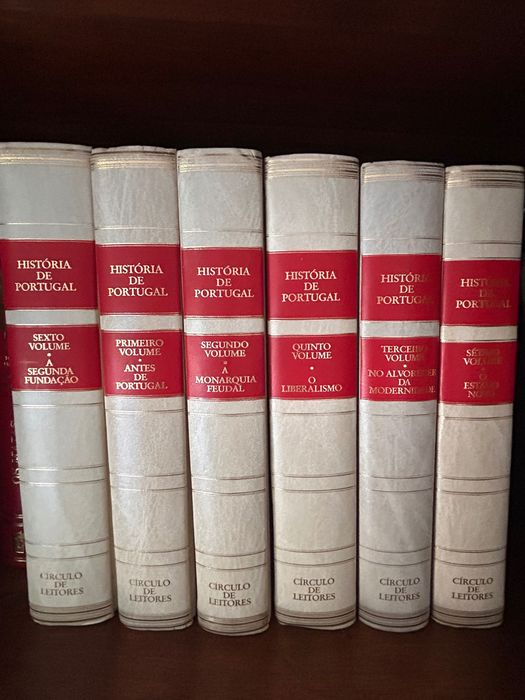 HISTÓRIA
DE
PORTUGAL
SEXTO
VOLUME
•
A
SEGUNDA
FUNDAÇÃO
CÍRCULO
DE
LEITORES
HISTÓRIA
DE
PORTUGAL
PRIMEIRO
VOLUME
•
ANTES
DE
PORTUGAL
CÍRCULO
DE
LEITORES
HISTÓRIA
DE
PORTUGAL
SEGUNDO
VOLUME
•
A
MONARQUIA
FEUDAL
CÍRCULO
DE
LEITORES
HISTÓRIA
DE
PORTUGAL
QUINTO
VOLUME
•
O LIBERALISMO
CÍRCULO
DE
LEITORES
HISTÓRIA
DE
PORTUGAL
TERCEIRO
VOLUME
•
NO ALVORECER
DA
MODERNIDADE
CÍRCULO
DE
LEITORES
HISTÓRIA
DE
PORTUGAL
SÉTIMO
VOLUME
•
O
ESTADO
NOVO
CÍRCULO
DE
LEITORES